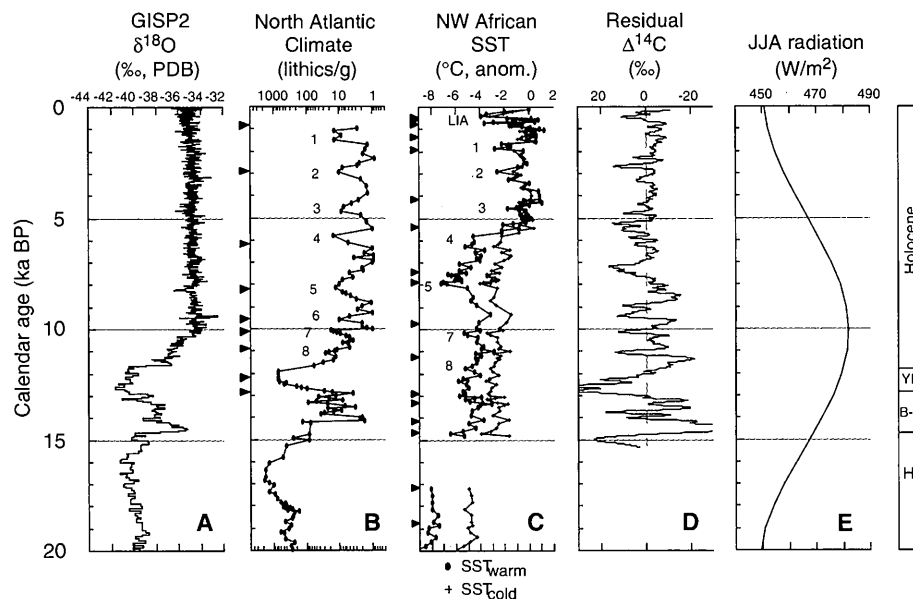 GISP2
δ18O
(‰, PDB)
-44 -40 -36 -32
-42 -38 -34
North Atlantic
Climate
(lithics/g)
1000 100 10 1
NW African
SST
(°C, anom.)
-8 -6 -4 -2 0 2
Residual
Δ14C
(‰)
20 0 -20
JJA radiation
(W/m2)
450 470 490
Calendar age (ka BP)
0
5
10
15
20
1
2
3
4
5
6
7
8
LIA
1
2
3
4
5
7
8
A
B
C
D
E
Holocene
B-
H
SSTwarm
+ SSTcold